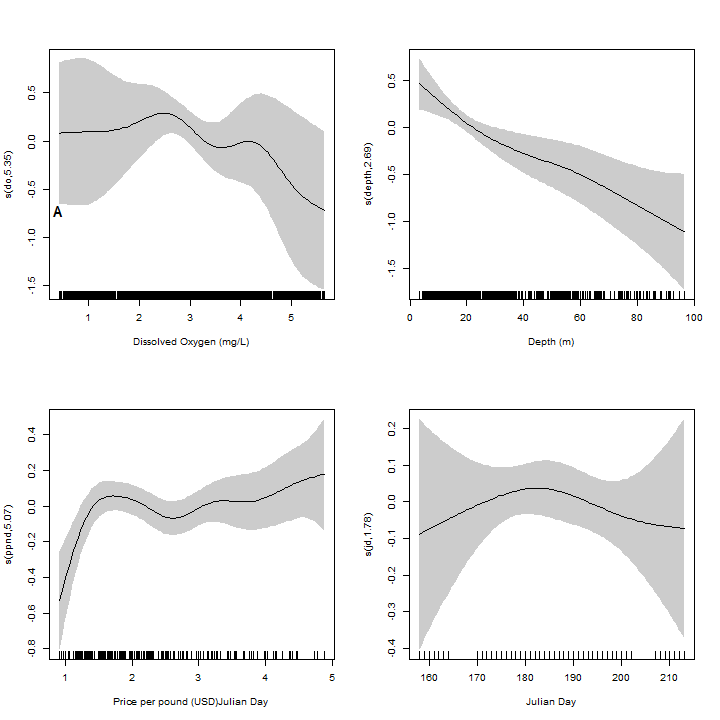 s(do,5.35)
0.5
0.0
-0.5
-1.0
-1.5
A
1 2 3 4 5
Dissolved Oxygen (mg/L)
s(depth,2.69)
0.5
0.0
-0.5
-1.0
-1.5
0 20 40 60 80 100
Depth (m)
s(ppnd,5.07)
0.4
0.2
0.0
-0.2
-0.4
-0.6
-0.8
1 2 3 4 5
Price per pound (USD)Julian Day
s(jd,1.78)
0.2
0.1
0.0
-0.1
-0.2
-0.3
-0.4
160 170 180 190 200 210
Julian Day